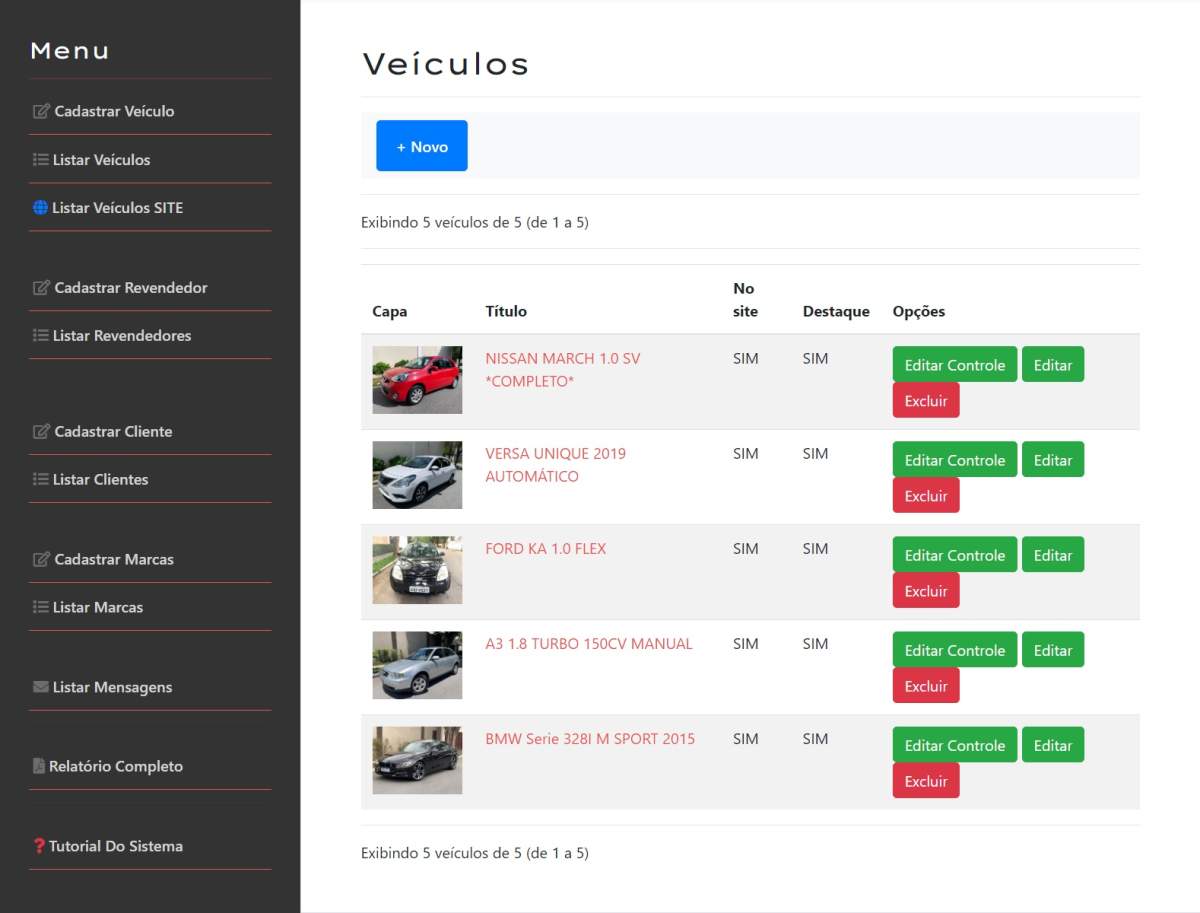 Menu
Cadastrar Veículo
Listar Veículos
Listar Veículos SITE
Cadastrar Revendedor
Listar Revendedores
Cadastrar Cliente
Listar Clientes
Cadastrar Marcas
Listar Marcas
Listar Mensagens
Relatório Completo
Tutorial Do Sistema
Veículos
+ Novo
Exibindo 5 veículos de 5 (de 1 a 5)
Capa Título No site Destaque Opções
NISSAN MARCH 1.0 SV SIM SIM Editar Controle Editar
*COMPLETO* Excluir
VERSA UNIQUE 2019 SIM SIM Editar Controle Editar
AUTOMÁTICO Excluir
FORD KA 1.0 FLEX SIM SIM Editar Controle Editar
Excluir
A3 1.8 TURBO 150CV MANUAL SIM SIM Editar Controle Editar
Excluir
BMW Serie 328I M SPORT 2015 SIM SIM Editar Controle Editar
Excluir
Exibindo 5 veículos de 5 (de 1 a 5)